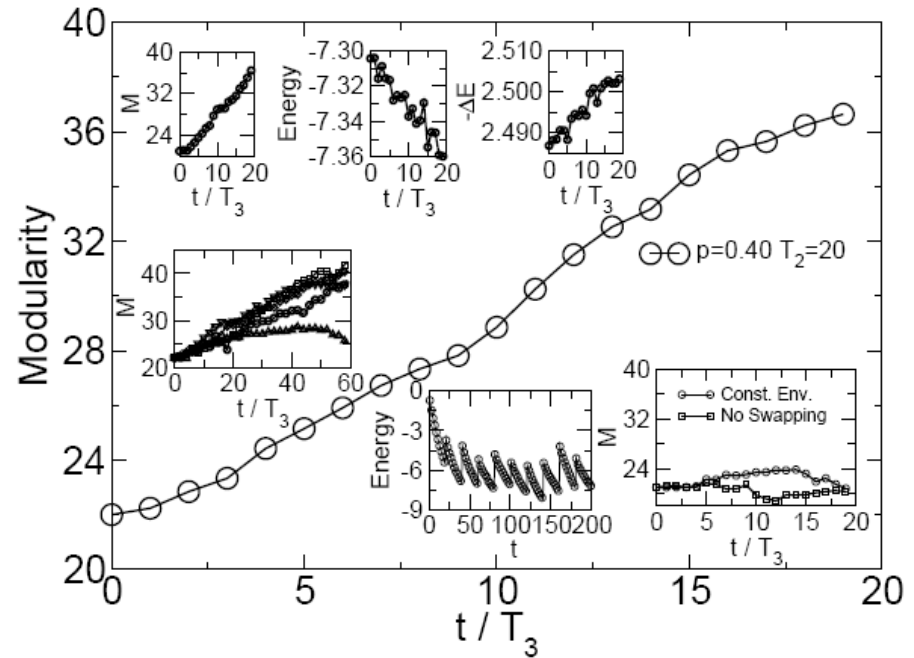 Modularity
40
36
32
28
24
20
0
5
10
15
20
t / T3
p=0.40 T2=20
M
40
32
24
0 10 20
t / T3
Energy
-7.30
-7.32
-7.34
-7.36
0 10 20
t / T3
-ΔE
2.510
2.500
2.490
0 10 20
t / T3
M
40
30
20
0 20 40 60
t / T3
Energy
0
-3
-6
-9
0 50 100 150 200
t
M
40
32
24
Const. Env.
No Swapping
0 5 10 15 20
t / T3